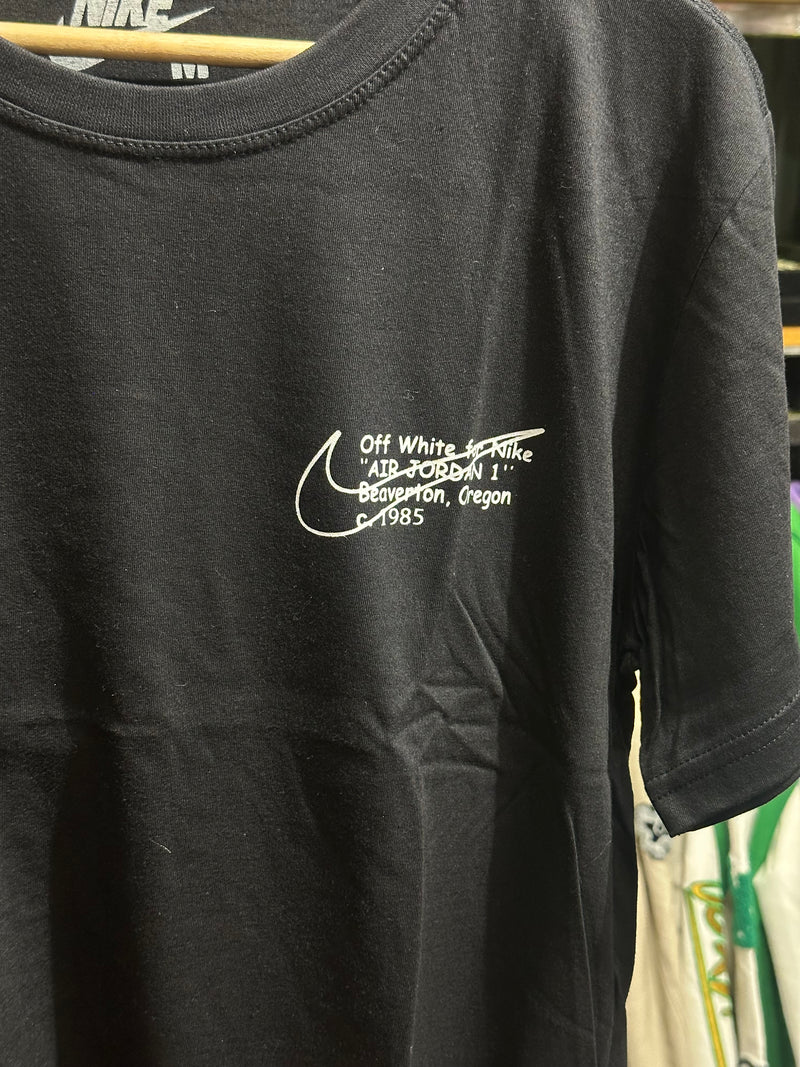 NIKE
M
Off White for Nike
"AIR JORDAN 1"
Beaverton, Oregon
c. 1985